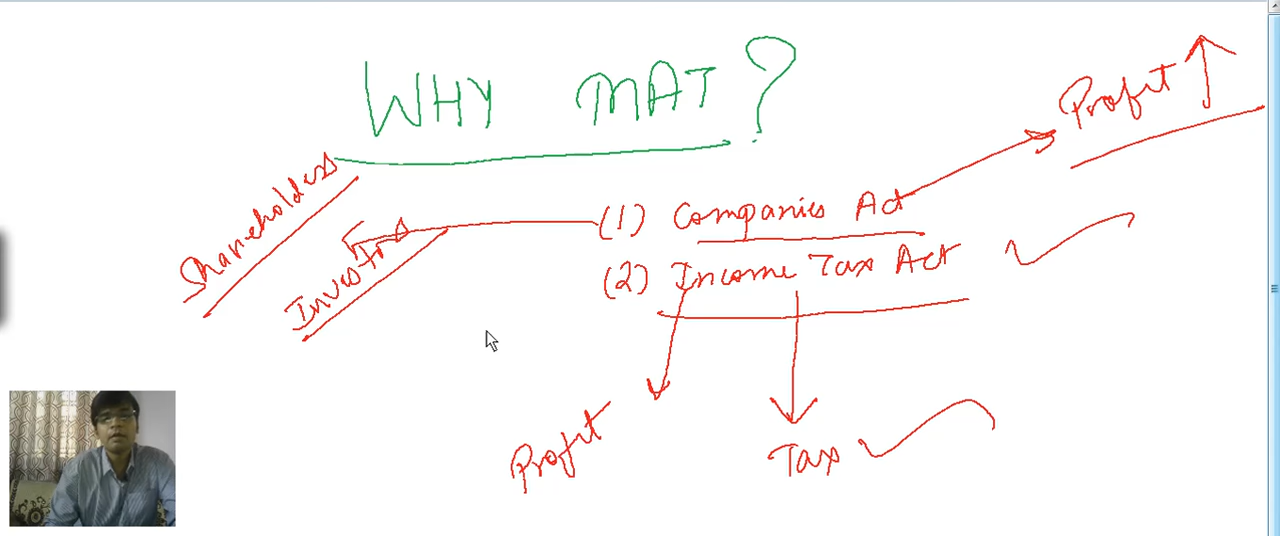 WHY MAT?
Profit
Shareholders
Investors
(1) Companies Act
(2) Income Tax Act
Profit
Tax